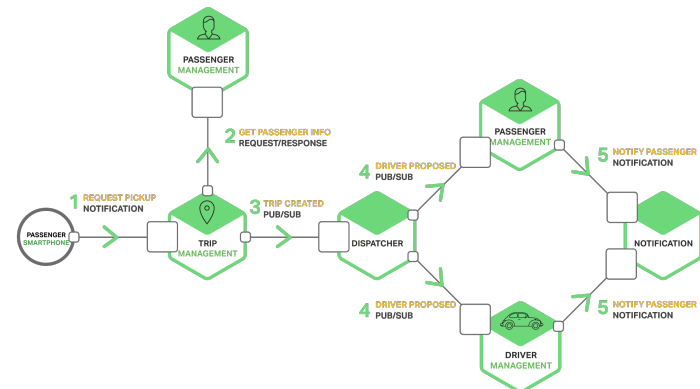 PASSENGER
MANAGEMENT
2 GET PASSENGER INFO
REQUEST/RESPONSE
1 REQUEST PICKUP
NOTIFICATION
PASSENGER
SMARTPHONE
TRIP
MANAGEMENT
3 TRIP CREATED
PUB/SUB
DISPATCHER
4 DRIVER PROPOSED
PUB/SUB
PASSENGER
MANAGEMENT
5 NOTIFY PASSENGER
NOTIFICATION
NOTIFICATION
4 DRIVER PROPOSED
PUB/SUB
DRIVER
MANAGEMENT
5 NOTIFY PASSENGER
NOTIFICATION